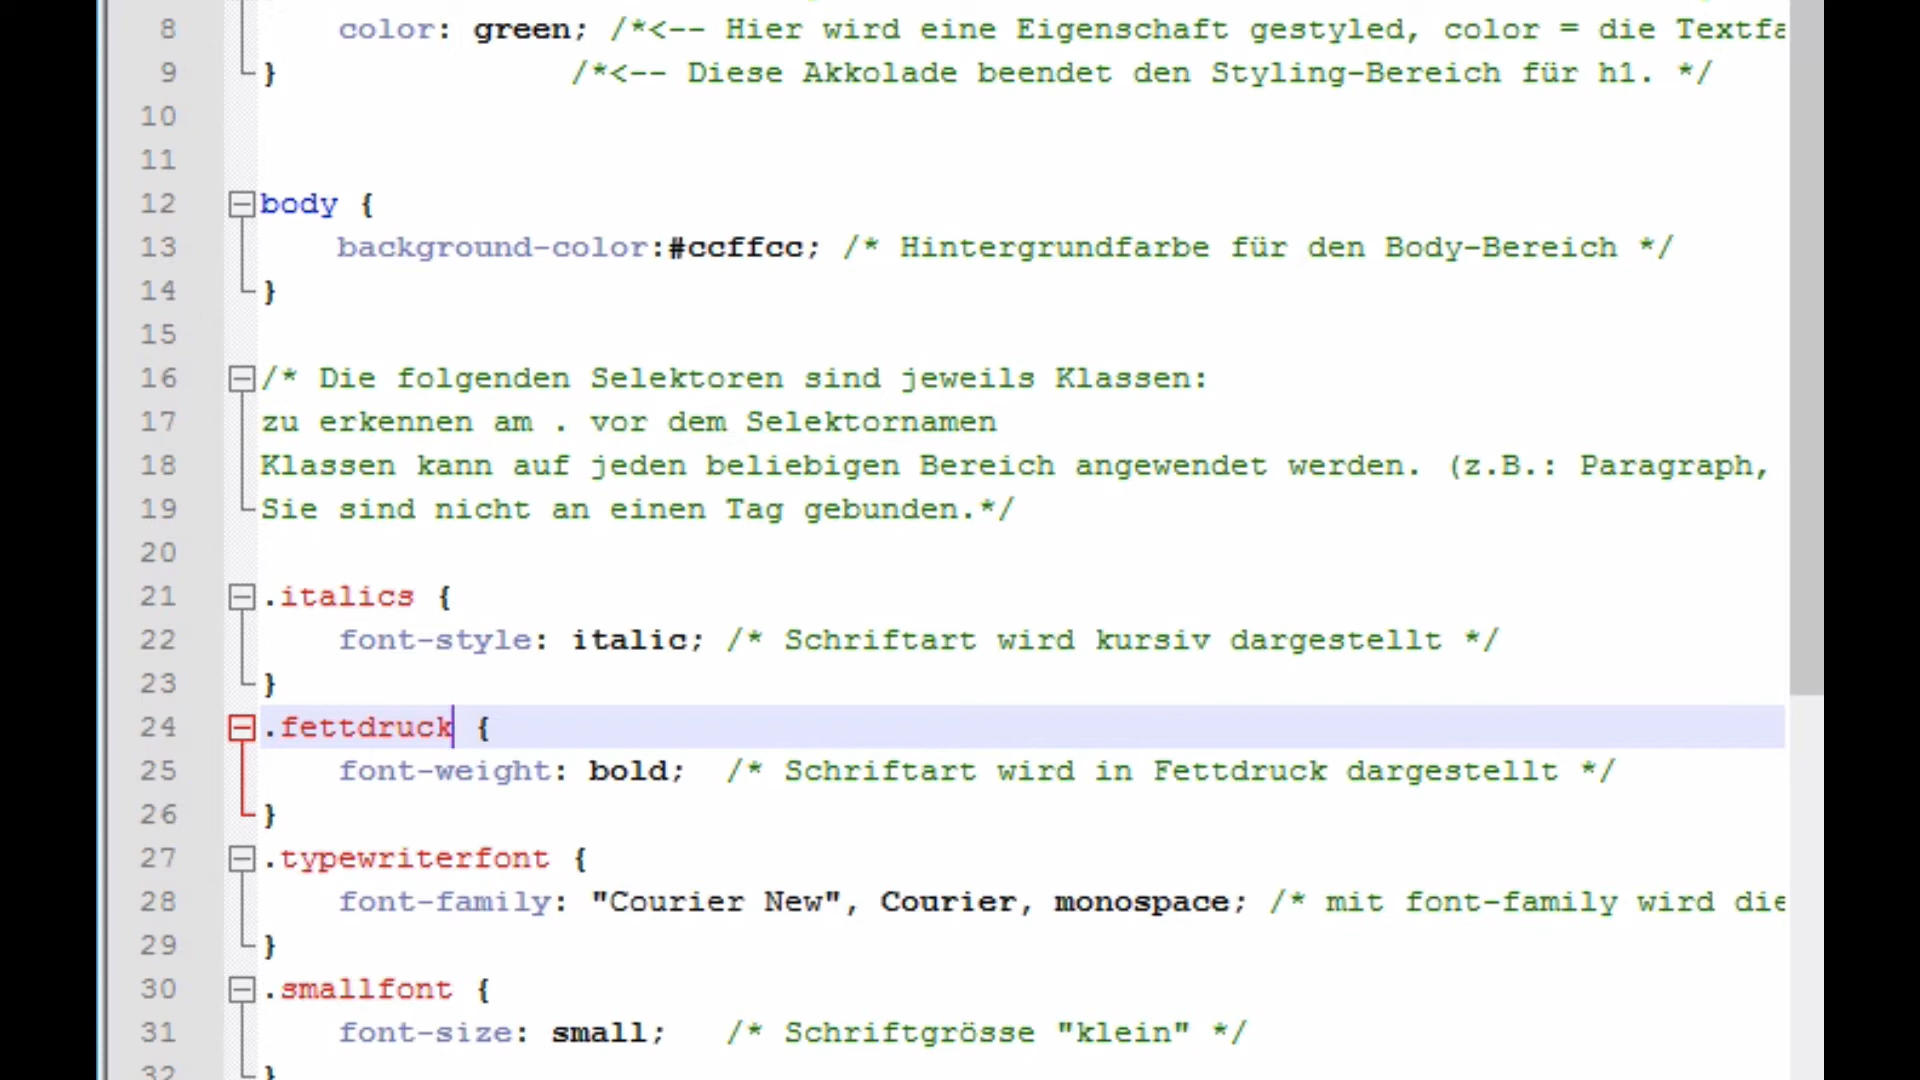 8 color: green; /*<-- Hier wird eine Eigenschaft gestyled, color = die
9 } /*<-- Diese Akkolade beendet den Styling-Bereich für h1. */
10
11
12 body {
13 background-color:#ccffcc; /* Hintergrundfarbe für den Body-Bereich */
14 }
15
16 /* Die folgenden Selektoren sind jeweils Klassen:
17 zu erkennen am . vor dem Selektornamen
18 Klassen kann auf jeden beliebigen Bereich angewendet werden. (z.B.: Paragraph,
19 Sie sind nicht an einen Tag gebunden.*/
20
21 .italics {
22 font-style: italic; /* Schriftart wird kursiv dargestellt */
23 }
24 .fettdruck {
25 font-weight: bold; /* Schriftart wird in Fettdruck dargestellt */
26 }
27 .typewriterfont {
28 font-family: "Courier New", Courier, monospace; /* mit font-family wird die
29 }
30 .smallfont {
31 font-size: small; /* Schriftgrösse "klein" */
32 }